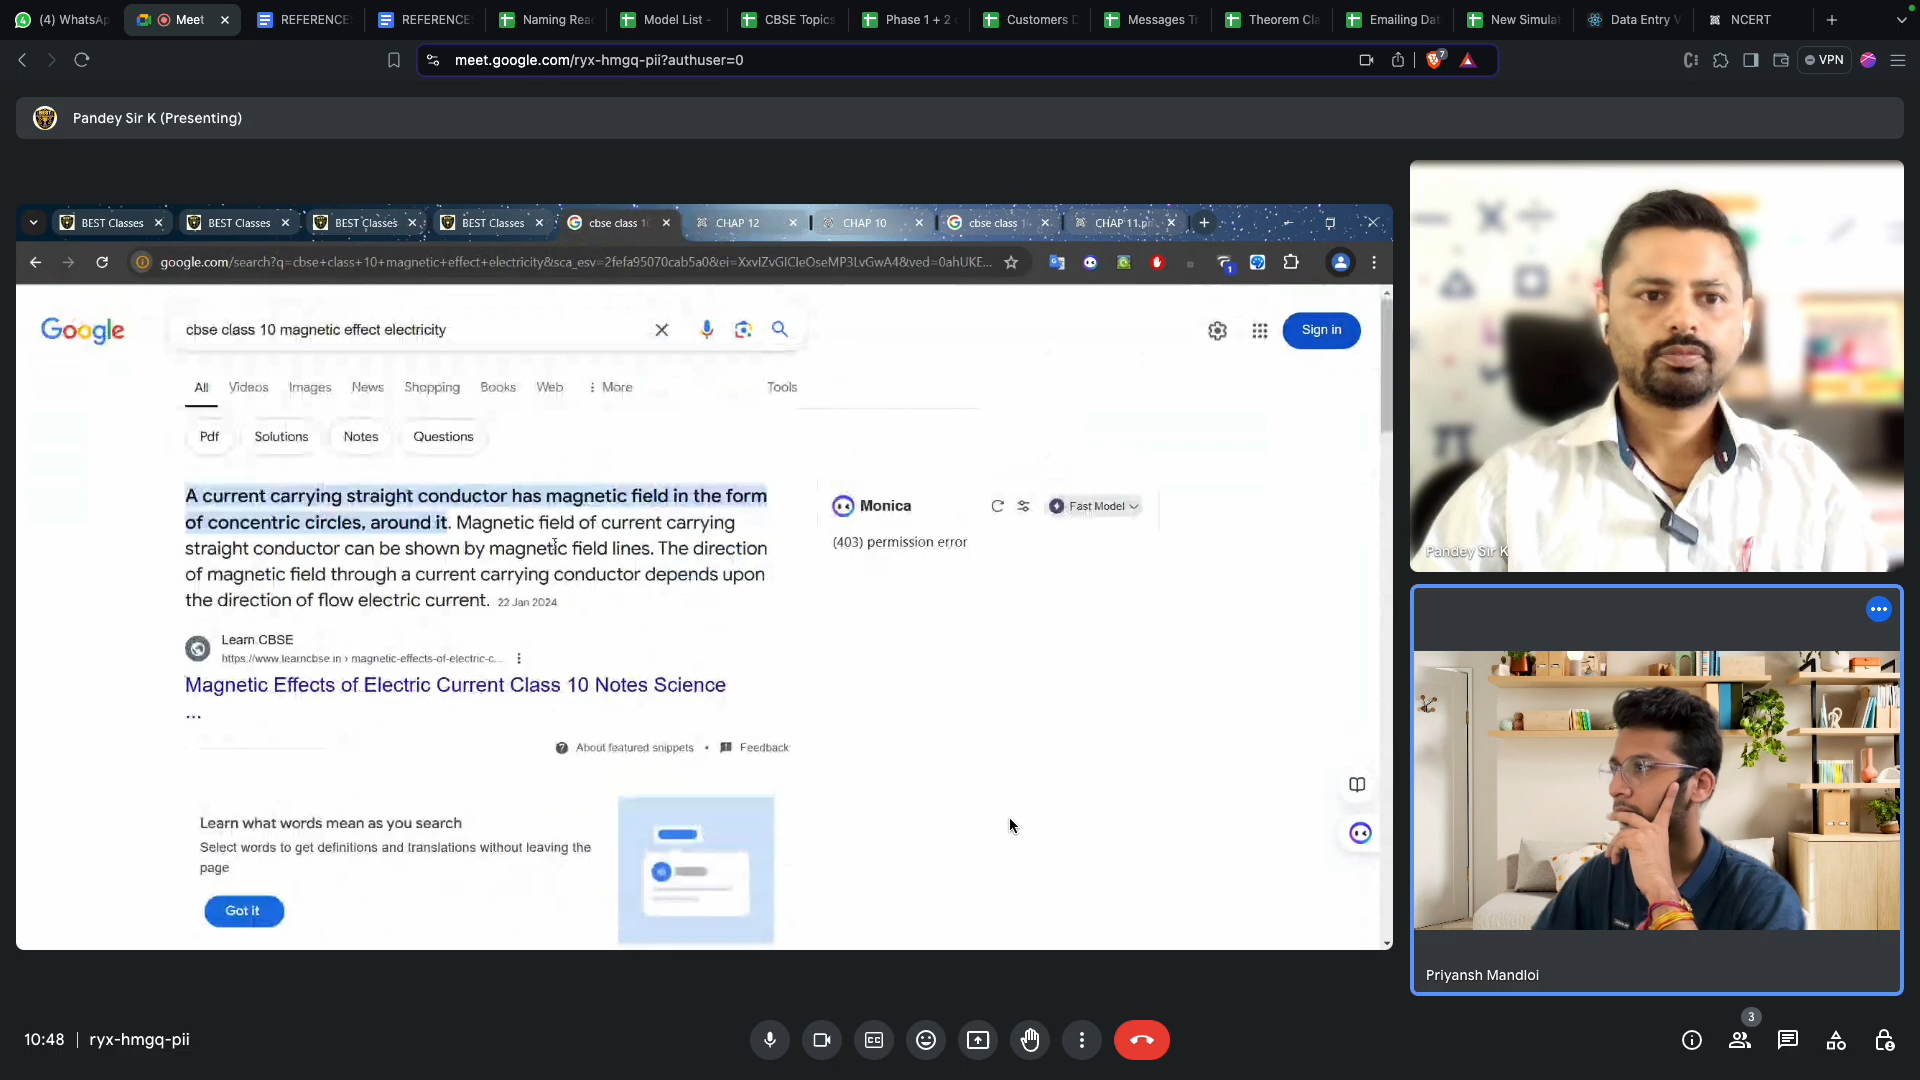 (4) WhatsAp
Meet
REFERENCE
REFERENCE
Naming Rea
Model List -
CBSE Topics
Phase 1 + 2
Customers D
Messages Ti
Theorem Cla
Emailing Dat
New Simulat
Data Entry V
NCERT
meet.google.com/ryx-hmgq-pii?authuser=0
7
VPN
Pandey Sir K (Presenting)
BEST Classes
BEST Classes
BEST Classes
BEST Classes
cbse class 10
CHAP 12
CHAP 10
cbse class 1
CHAP 11.p
google.com/search?q=cbse+class+10+magnetic+effect+electricity&sca_esv=2fefa95070cab5a0&ei=XxvIZvGICIeOseMP3LvGwA4&ved=0ahUKE...
1
Google
cbse class 10 magnetic effect electricity
Sign in
All
Videos
Images
News
Shopping
Books
Web
More
Tools
Pdf
Solutions
Notes
Questions
A current carrying straight conductor has magnetic field in the form
of concentric circles, around it. Magnetic field of current carrying
straight conductor can be shown by magnetic field lines. The direction
of magnetic field through a current carrying conductor depends upon
the direction of flow electric current. 22 Jan 2024
Monica
Fast Model
(403) permission error
Learn CBSE
https://www.learncbse.in › magnetic-effects-of-electric-c...
Magnetic Effects of Electric Current Class 10 Notes Science
...
About featured snippets • Feedback
Learn what words mean as you search
Select words to get definitions and translations without leaving the
page
Got it
Pandey Sir K
Priyansh Mandloi
10:48 | ryx-hmgq-pii
CC
3